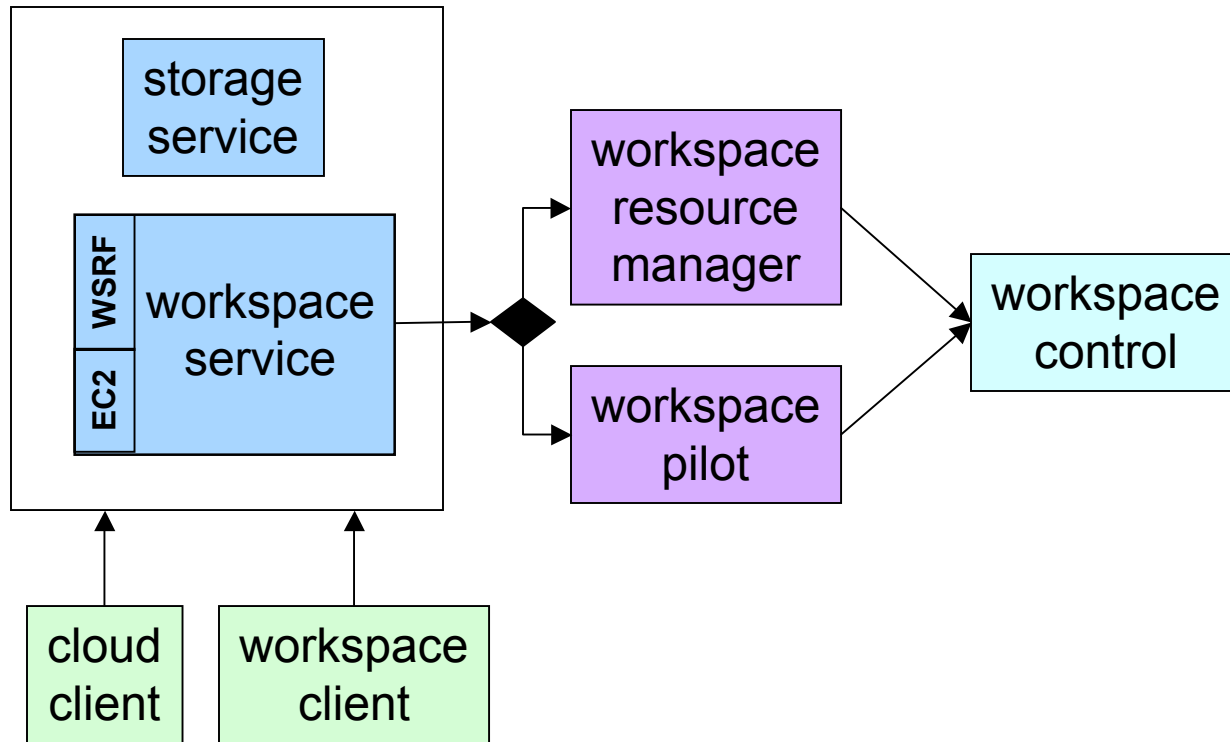 storage
service
WSRF
EC2
workspace
service
workspace
resource
manager
workspace
pilot
workspace
control
cloud
client
workspace
client